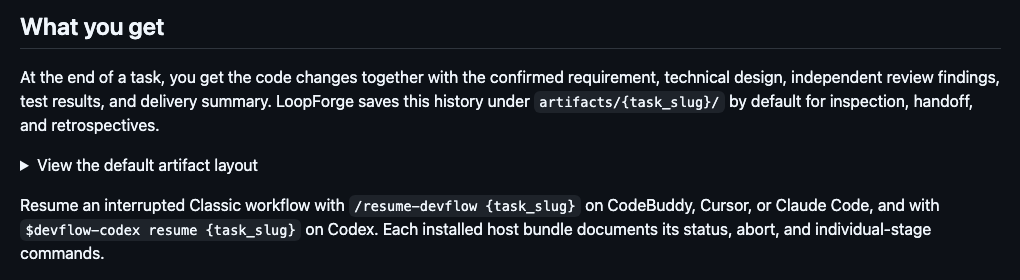 What you get
At the end of a task, you get the code changes together with the confirmed requirement, technical design, independent review findings,
test results, and delivery summary. LoopForge saves this history under artifacts/{task_slug}/ by default for inspection, handoff,
and retrospectives.
▶ View the default artifact layout
Resume an interrupted Classic workflow with /resume-devflow {task_slug} on CodeBuddy, Cursor, or Claude Code, and with
$devflow-codex resume {task_slug} on Codex. Each installed host bundle documents its status, abort, and individual-stage
commands.